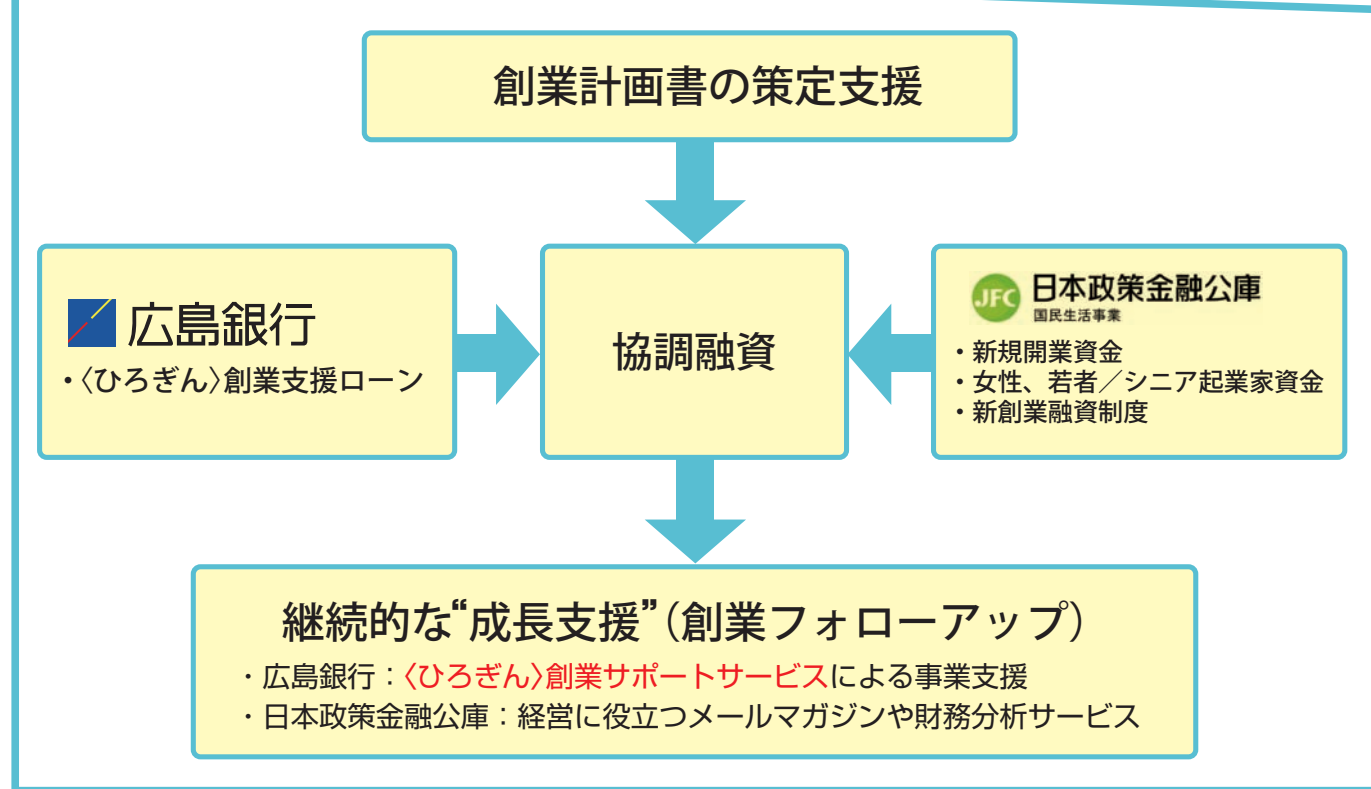 創業計画書の策定支援
広島銀行
・〈ひろぎん〉創業支援ローン
協調融資
JFC 日本政策金融公庫
国民生活事業
・新規開業資金
・女性、若者／シニア起業家資金
・新創業融資制度
継続的な“成長支援”（創業フォローアップ）
・広島銀行：〈ひろぎん〉創業サポートサービスによる事業支援
・日本政策金融公庫：経営に役立つメールマガジンや財務分析サービス